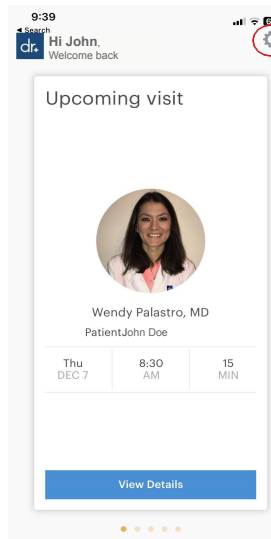 9:39
◀ Search
dr+
Hi John,
Welcome back
Upcoming visit
Wendy Palastro, MD
PatientJohn Doe
Thu 8:30 15
DEC 7 AM MIN
View Details